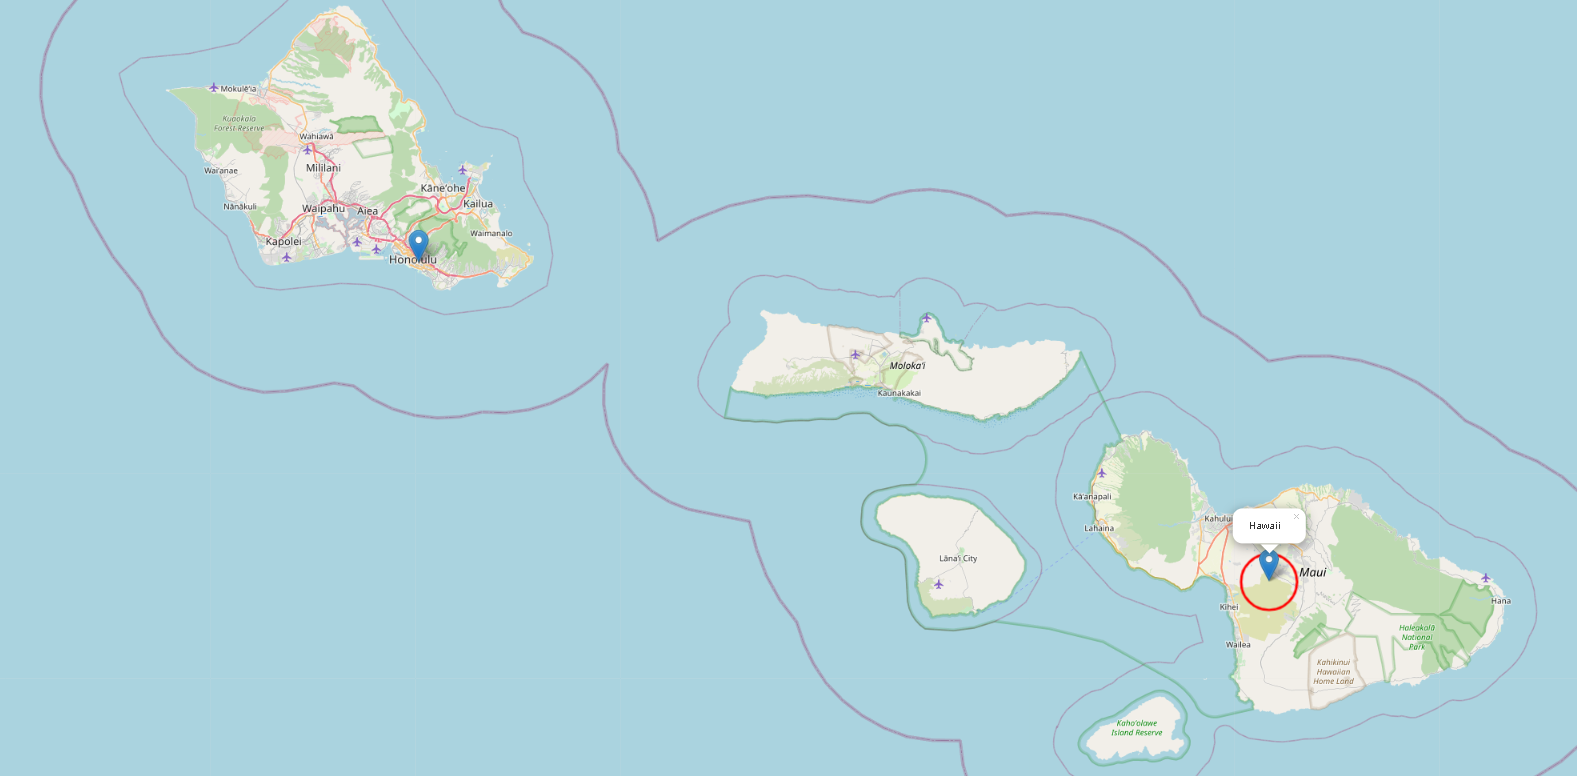 Mokulē‘ia
Kuaokala
Forest Reserve
Wahiawā
Mililani
Wai‘anae
Kāne‘ohe
Nānākuli
Waipahu
Aiea
Kailua
Kapolei
Waimanalo
Honolulu
Moloka‘i
Kaunakakai
Kā‘anapali
Lahaina
Kahului
Hawaii
×
Lāna‘i City
Maui
Kihei
Hana
Haleakalā
National
Park
Wailea
Kahikinui
Hawaiian
Home Land
Kaho‘olawe
Island Reserve